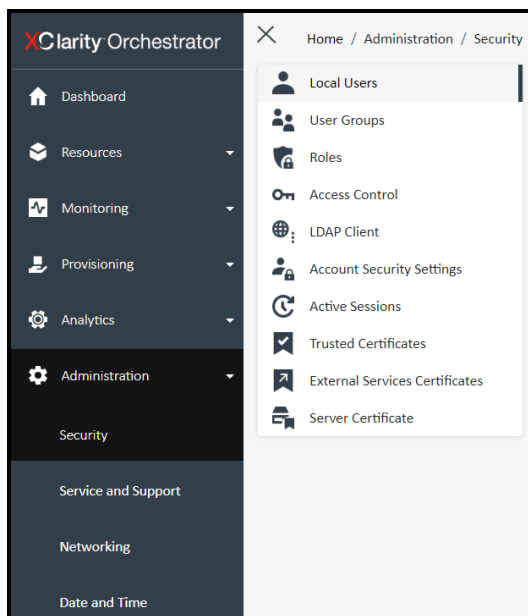 XClarity Orchestrator
Dashboard
Resources
Monitoring
Provisioning
Analytics
Administration
Security
Service and Support
Networking
Date and Time
Home / Administration / Security
Local Users
User Groups
Roles
Access Control
LDAP Client
Account Security Settings
Active Sessions
Trusted Certificates
External Services Certificates
Server Certificate